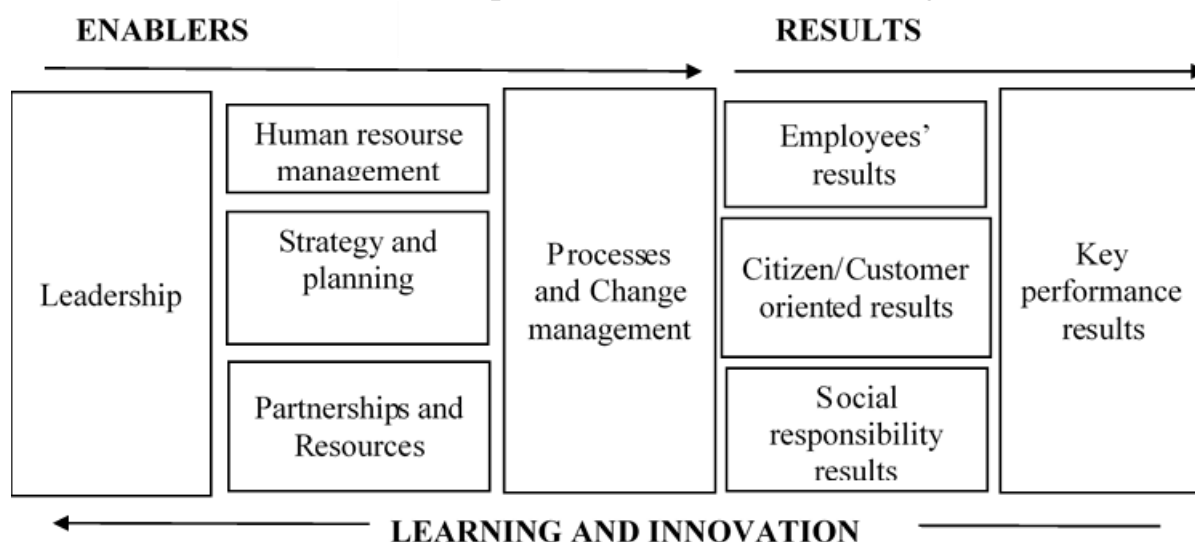 ENABLERS
RESULTS
Leadership
Human resourse
management
Strategy and
planning
Partnerships and
Resources
Processes
and Change
management
Employees’
results
Citizen/Customer
oriented results
Social
responsibility
results
Key
performance
results
LEARNING AND INNOVATION